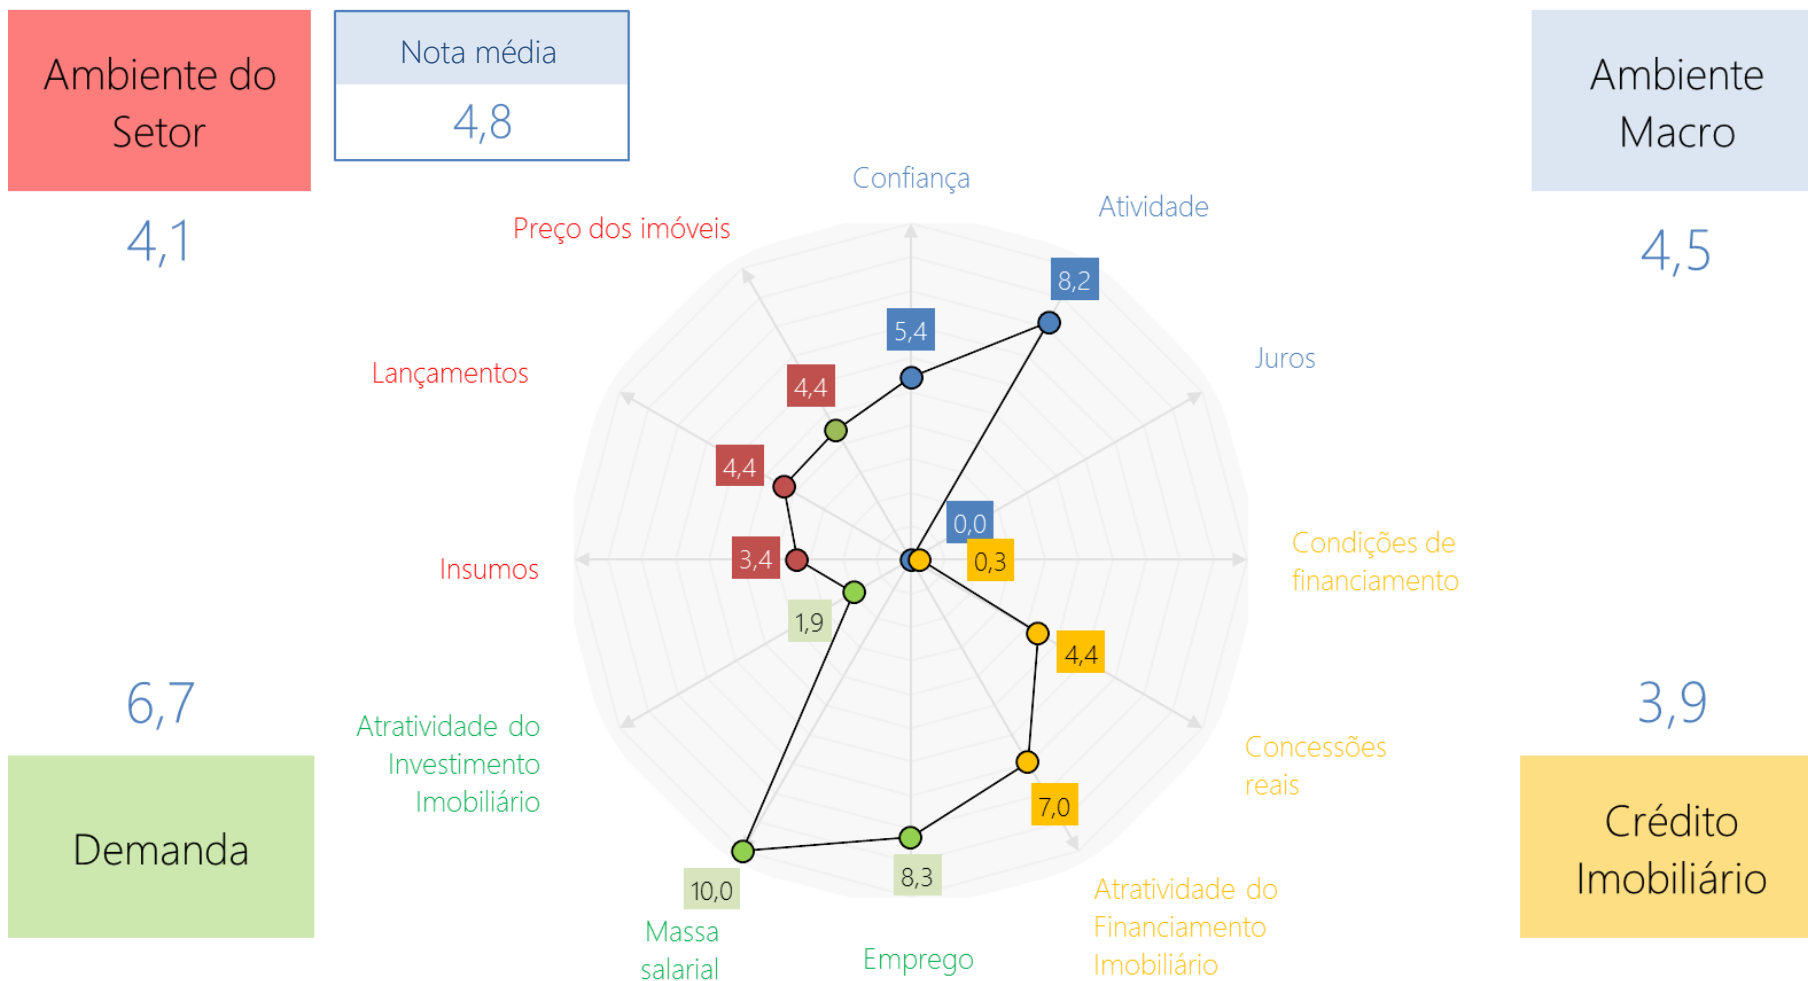 Ambiente do
Setor
4,1
Nota média
4,8
Ambiente
Macro
4,5
Confiança
Atividade
Preço dos imóveis
8,2
5,4
Juros
Lançamentos
4,4
4,4
0,0
Condições de
financiamento
Insumos
3,4
0,3
1,9
4,4
6,7
3,9
Atratividade do
Investimento
Imobiliário
Concessões
reais
7,0
Demanda
Crédito
Imobiliário
10,0
8,3
Atratividade do
Financiamento
Imobiliário
Massa
salarial
Emprego